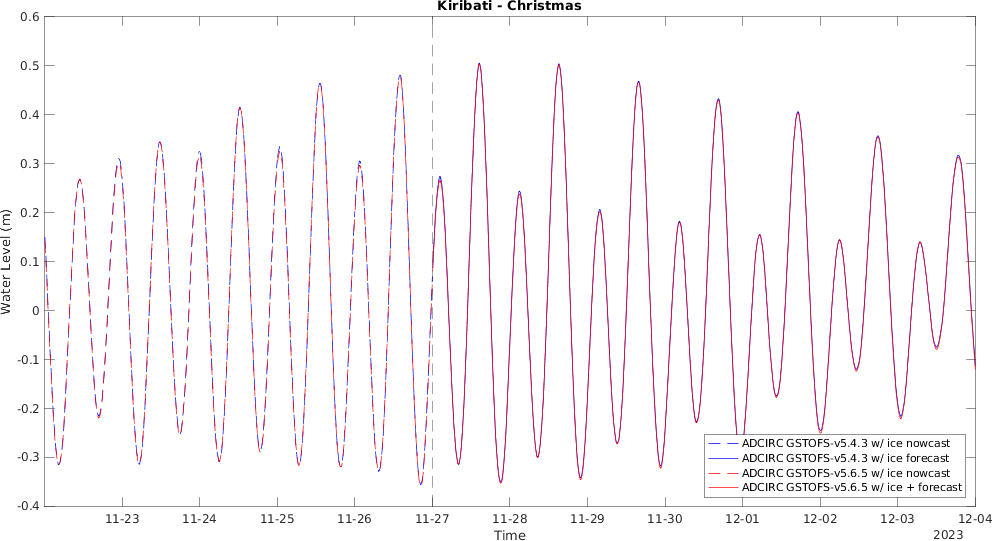 Kiribati - Christmas
0.6
0.5
0.4
0.3
0.2
0.1
0
-0.1
-0.2
-0.3
-0.4
Water Level (m)
ADCIRC GSTOFS-v5.4.3 w/ ice nowcast
ADCIRC GSTOFS-v5.4.3 w/ ice forecast
ADCIRC GSTOFS-v5.6.5 w/ ice nowcast
ADCIRC GSTOFS-v5.6.5 w/ ice + forecast
11-23 11-24 11-25 11-26 11-27 11-28 11-29 11-30 12-01 12-02 12-03 12-04
Time
2023